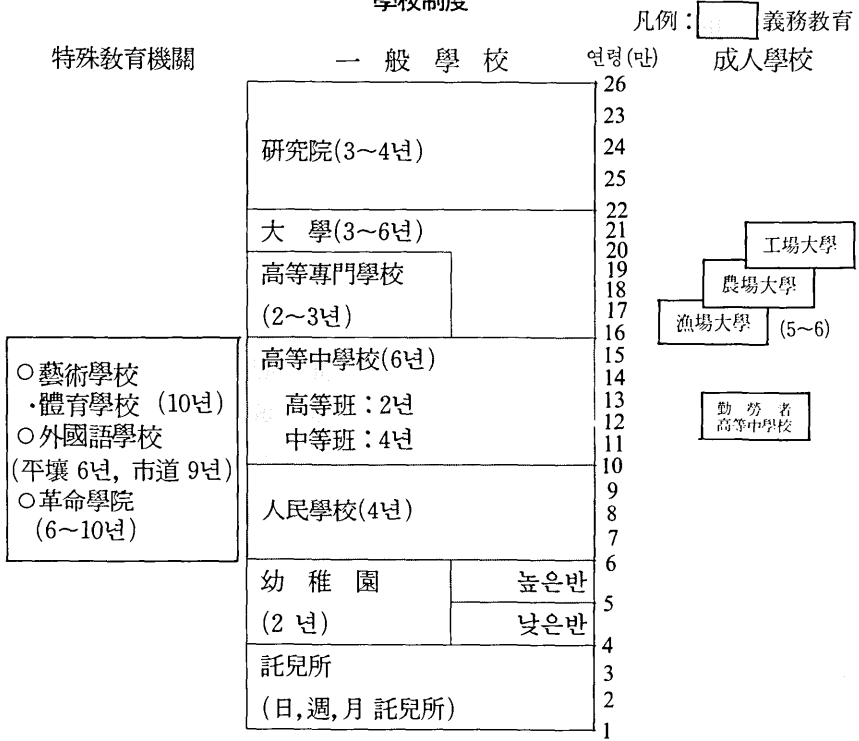 學校制度
凡例 : 義務教育
特殊敎育機關
一 般 學 校
연령(만)
成人學校
26
23
24
25
22
21
20
19
18
17
16
15
14
13
12
11
10
9
8
7
6
5
4
3
2
1
硏究院(3~4년)
大 學(3~6년)
高等專門學校
(2~3년)
高等中學校(6년)
高等班 : 2년
中等班 : 4년
人民學校(4년)
幼 稚 園
(2 년)
높은반
낮은반
託兒所
(日,週,月 託兒所)
○藝術學校
·體育學校 (10년)
○外國語學校
(平壤 6년, 市道 9년)
○革命學院
(6~10년)
工場大學
農場大學
漁場大學 (5~6)
勤 勞 者
高等中學校